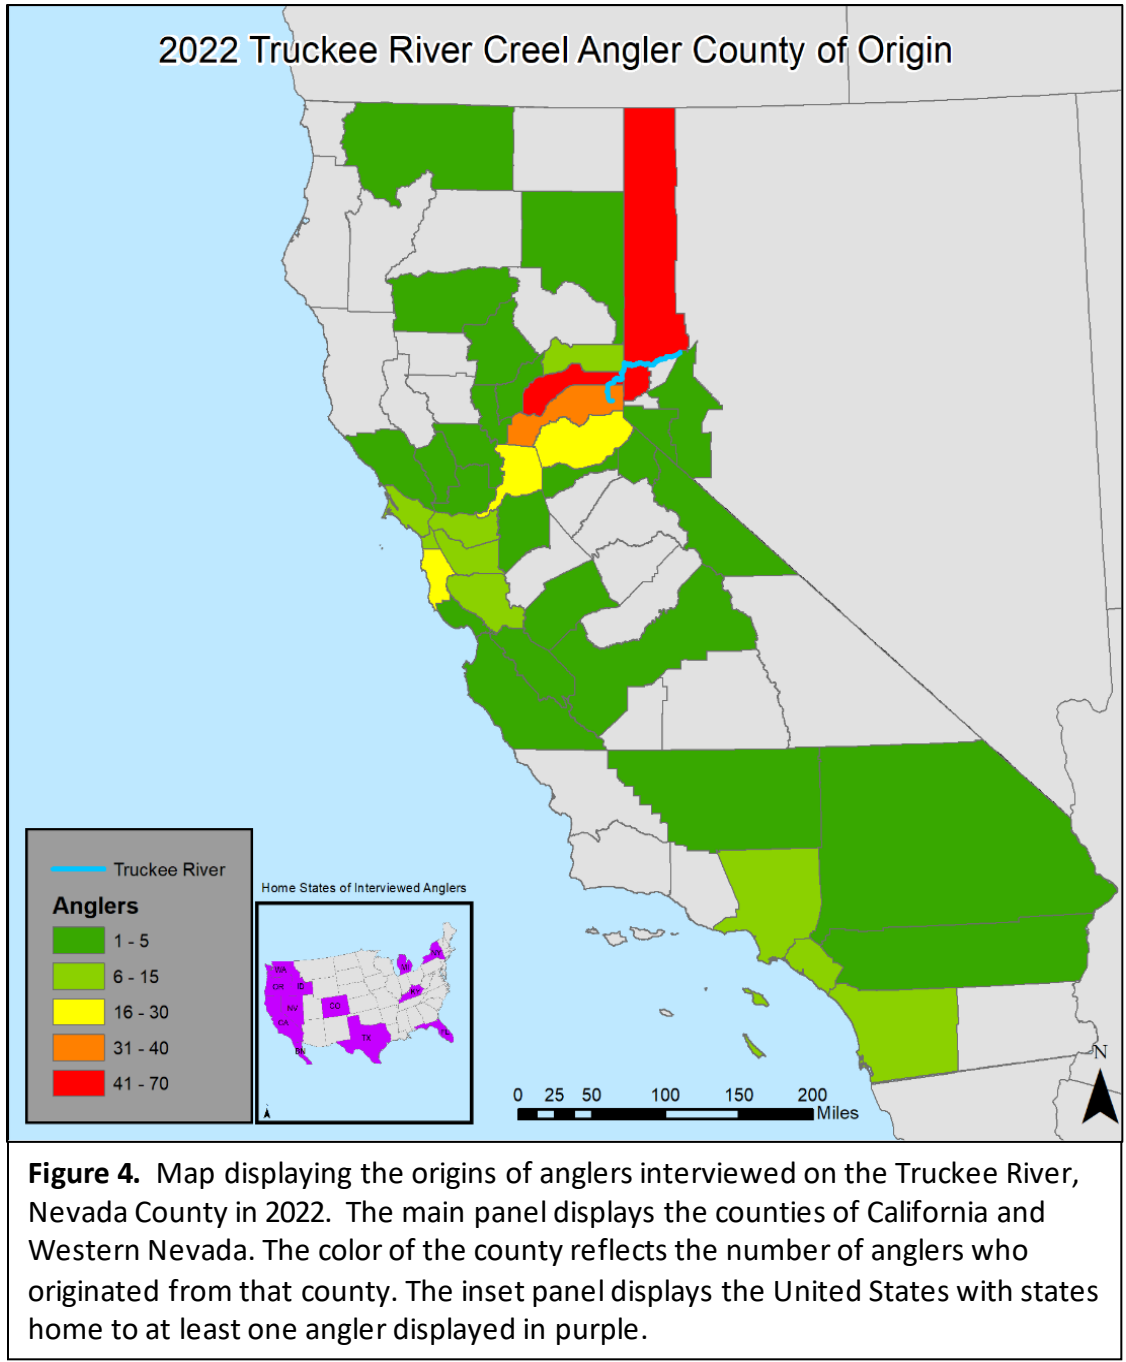 2022 Truckee River Creel Angler County of Origin
Truckee River
Anglers
1 - 5
6 - 15
16 - 30
31 - 40
41 - 70
Home States of Interviewed Anglers
WA
OR
ID
NV
CA
CO
TX
NY
KY
FL
N
0 25 50 100 150 200
Miles
Figure 4. Map displaying the origins of anglers interviewed on the Truckee River,
Nevada County in 2022. The main panel displays the counties of California and
Western Nevada. The color of the county reflects the number of anglers who
originated from that county. The inset panel displays the United States with states
home to at least one angler displayed in purple.